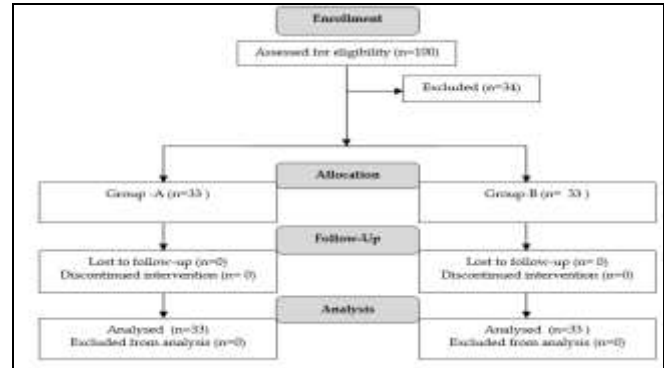 Enrollment
Assessed for eligibility (n=100)
Excluded (n=34)
Allocation
Group -A (n=33 )
Group-B (n= 33 )
Follow-Up
Lost to follow-up (n=0)
Discontinued intervention (n= 0)
Lost to follow-up (n= 0)
Discontinued intervention (n=0)
Analysis
Analysed (n=33)
Excluded from analysis (n=0)
Analysed (n=33 )
Excluded from analysis (n=0)